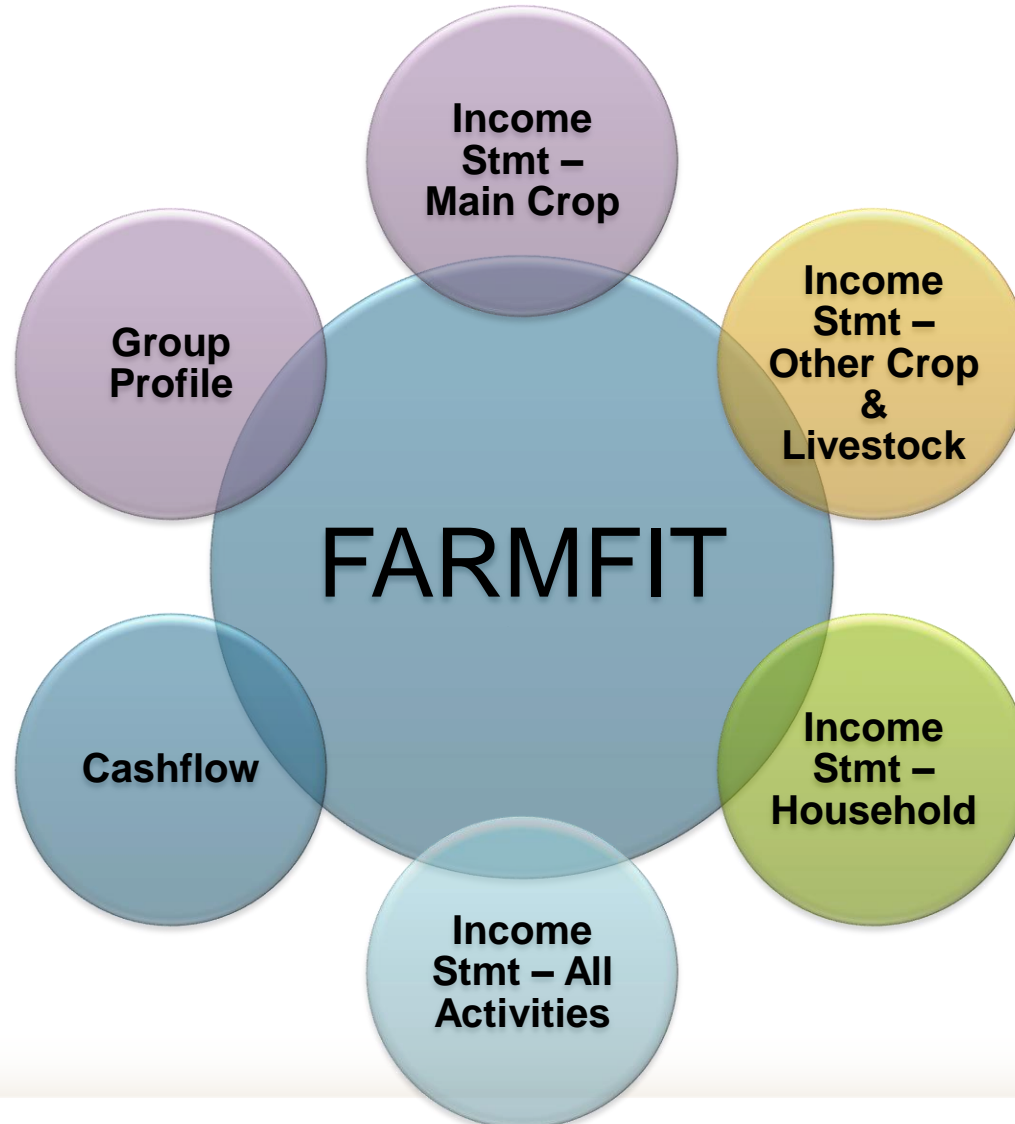 Income
Stmt –
Main Crop
Income
Stmt –
Other Crop
&
Livestock
Income
Stmt –
Household
Income
Stmt – All
Activities
Cashflow
Group
Profile
FARMFIT